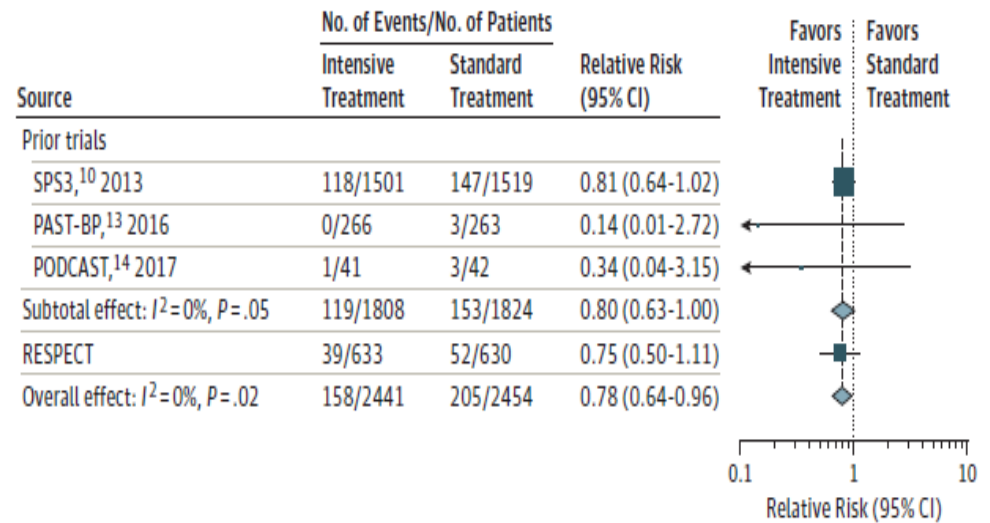 No. of Events/No. of Patients
Favors Favors
Intensive Standard Relative Risk Intensive Standard
Source Treatment Treatment (95% CI) Treatment Treatment
Prior trials
SPS3,10 2013 118/1501 147/1519 0.81 (0.64-1.02)
PAST-BP,13 2016 0/266 3/263 0.14 (0.01-2.72)
PODCAST,14 2017 1/41 3/42 0.34 (0.04-3.15)
Subtotal effect: I2=0%, P=.05 119/1808 153/1824 0.80 (0.63-1.00)
RESPECT 39/633 52/630 0.75 (0.50-1.11)
Overall effect: I2=0%, P=.02 158/2441 205/2454 0.78 (0.64-0.96)
0.1 1 10
Relative Risk (95% CI)